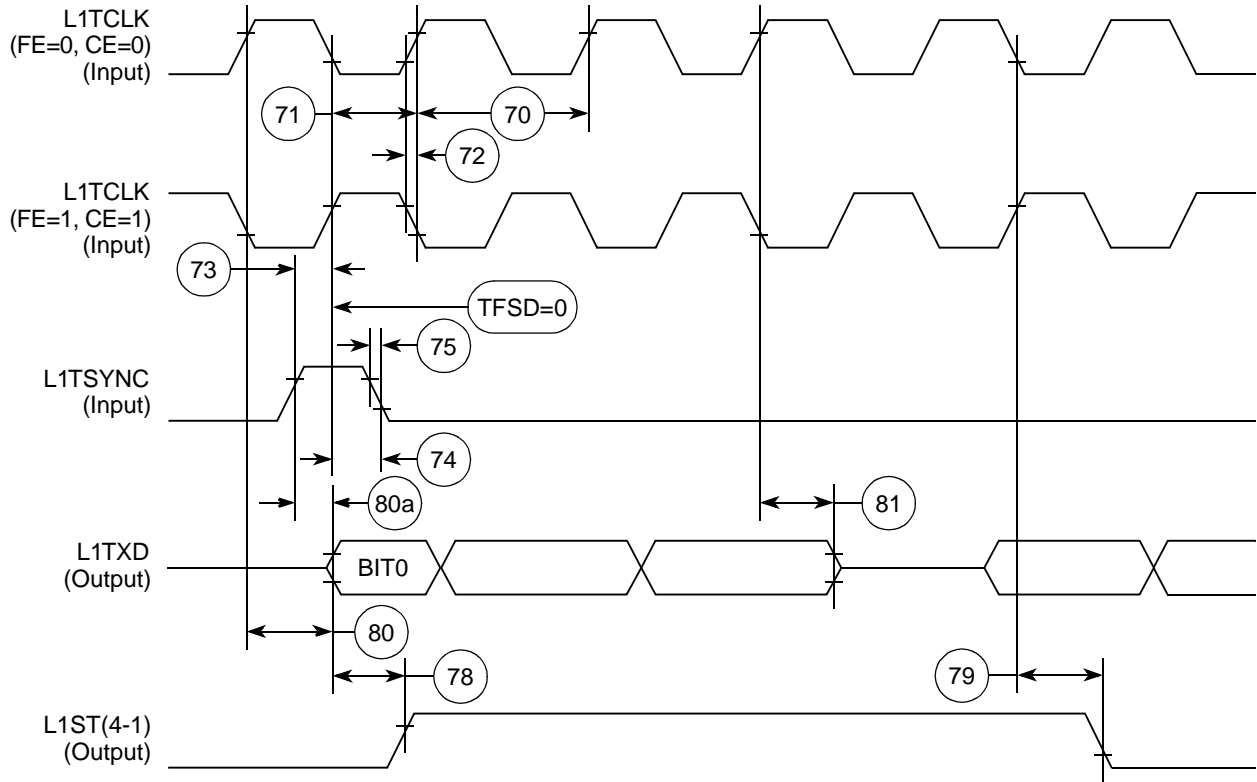 L1TCLK
(FE=0, CE=0)
(Input)
71
70
72
L1TCLK
(FE=1, CE=1)
(Input)
73
TFSD=0
75
L1TSYNC
(Input)
74
80a
81
L1TXD
(Output)
BIT0
80
78
79
L1ST(4-1)
(Output)